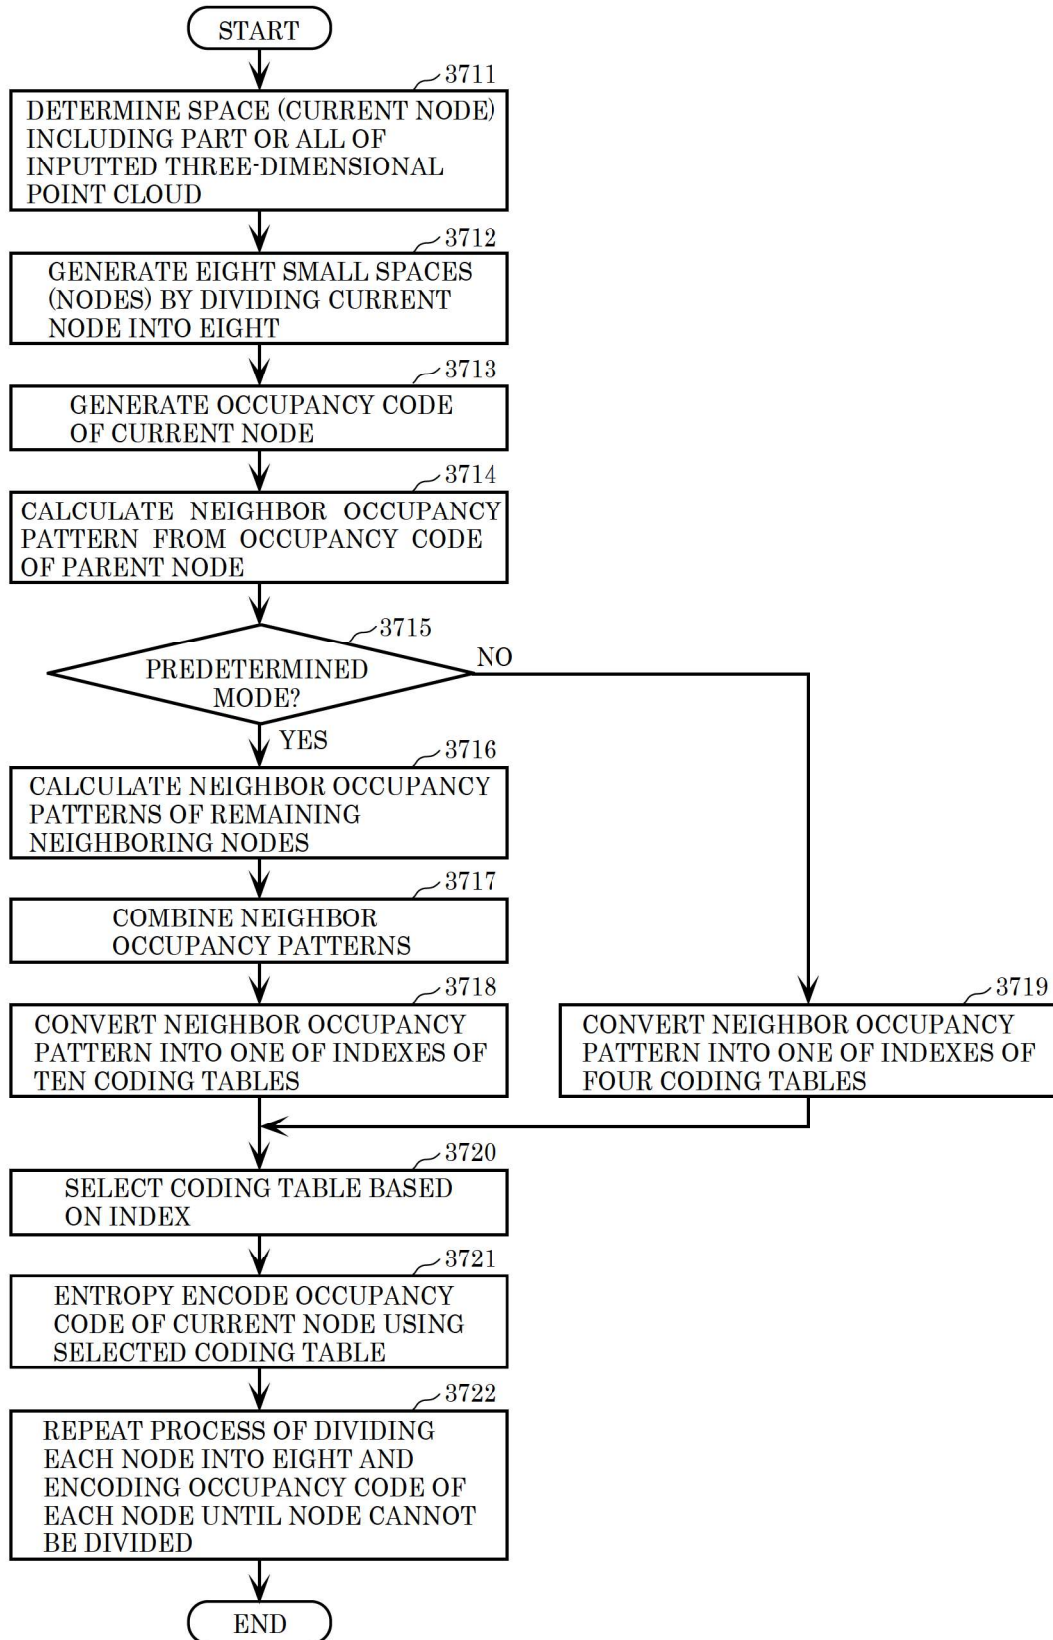 START
3711
DETERMINE SPACE (CURRENT NODE)
INCLUDING PART OR ALL OF
INPUTTED THREE-DIMENSIONAL
POINT CLOUD
3712
GENERATE EIGHT SMALL SPACES
(NODES) BY DIVIDING CURRENT
NODE INTO EIGHT
3713
GENERATE OCCUPANCY CODE
OF CURRENT NODE
3714
CALCULATE NEIGHBOR OCCUPANCY
PATTERN FROM OCCUPANCY CODE
OF PARENT NODE
3715
PREDETERMINED
MODE?
NO
YES
3716
CALCULATE NEIGHBOR OCCUPANCY
PATTERNS OF REMAINING
NEIGHBORING NODES
3717
COMBINE NEIGHBOR
OCCUPANCY PATTERNS
3718
CONVERT NEIGHBOR OCCUPANCY
PATTERN INTO ONE OF INDEXES OF
TEN CODING TABLES
3719
CONVERT NEIGHBOR OCCUPANCY
PATTERN INTO ONE OF INDEXES OF
FOUR CODING TABLES
3720
SELECT CODING TABLE BASED
ON INDEX
3721
ENTROPY ENCODE OCCUPANCY
CODE OF CURRENT NODE USING
SELECTED CODING TABLE
3722
REPEAT PROCESS OF DIVIDING
EACH NODE INTO EIGHT AND
ENCODING OCCUPANCY CODE OF
EACH NODE UNTIL NODE CANNOT
BE DIVIDED
END